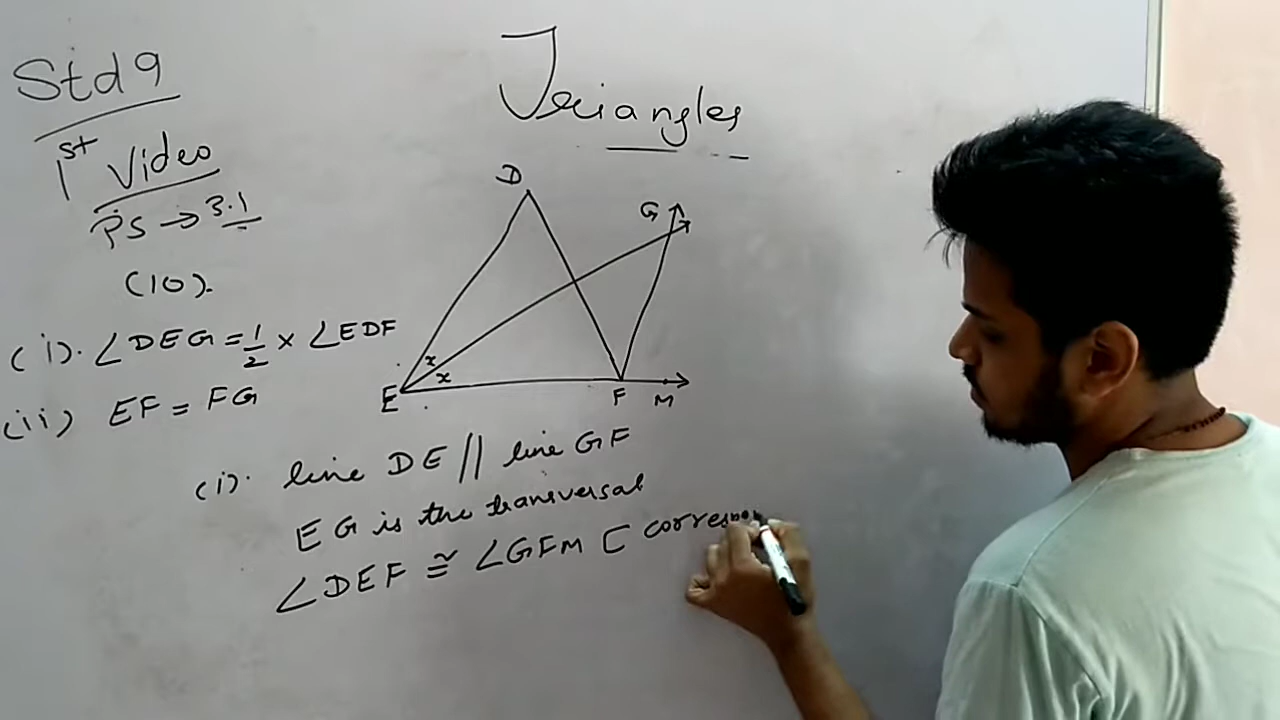 Std 9
Triangles
1st Video
PS → 3.1
(10).
(i). ∠DEG = 1/2 × ∠EDF
(ii) EF = FG
D
G
x
x
E
F
M
(i). line DE || line GF
EG is the transversal
∠DEF ≅ ∠GFM [ correspo